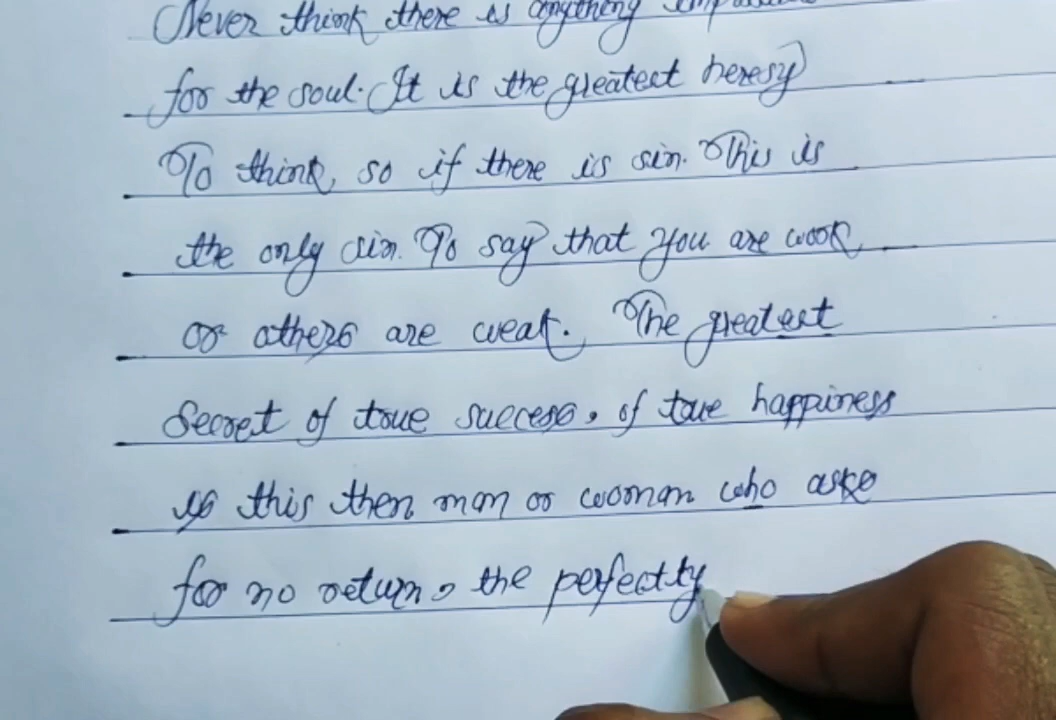 Never think there is anything
for the soul. It is the greatest heresy
To think, so if there is sin. This is
the only sin. To say that you are
or others are weak. The greatest
Secret of true success, of true happiness
is this then man or woman who asks
for no return, the perfectty